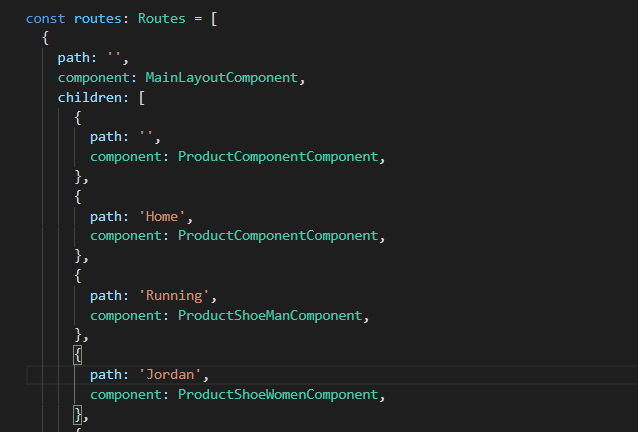 const routes: Routes = [
{
path: '',
component: MainLayoutComponent,
children: [
{
path: '',
component: ProductComponentComponent,
},
{
path: 'Home',
component: ProductComponentComponent,
},
{
path: 'Running',
component: ProductShoeManComponent,
},
{
path: 'Jordan',
component: ProductShoeWomenComponent,
},
{